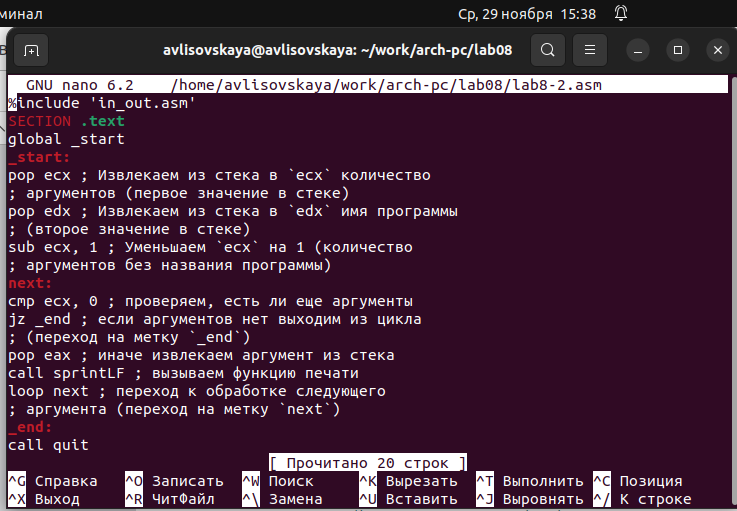 минал
Ср, 29 ноября 15:38
avlisovskaya@avlisovskaya: ~/work/arch-pc/lab08
GNU nano 6.2 /home/avlisovskaya/work/arch-pc/lab08/lab8-2.asm
%include 'in_out.asm'
SECTION .text
global _start
_start:
pop ecx ; Извлекаем из стека в `ecx` количество
; аргументов (первое значение в стеке)
pop edx ; Извлекаем из стека в `edx` имя программы
; (второе значение в стеке)
sub ecx, 1 ; Уменьшаем `ecx` на 1 (количество
; аргументов без названия программы)
next:
cmp ecx, 0 ; проверяем, есть ли еще аргументы
jz _end ; если аргументов нет выходим из цикла
; (переход на метку `_end`)
pop eax ; иначе извлекаем аргумент из стека
call sprintLF ; вызываем функцию печати
loop next ; переход к обработке следующего
; аргумента (переход на метку `next`)
_end:
call quit
[ Прочитано 20 строк ]
^G Справка ^O Записать ^W Поиск ^K Вырезать ^T Выполнить ^C Позиция
^X Выход ^R ЧитФайл ^\ Замена ^U Вставить ^J Выровнять ^/ К строке